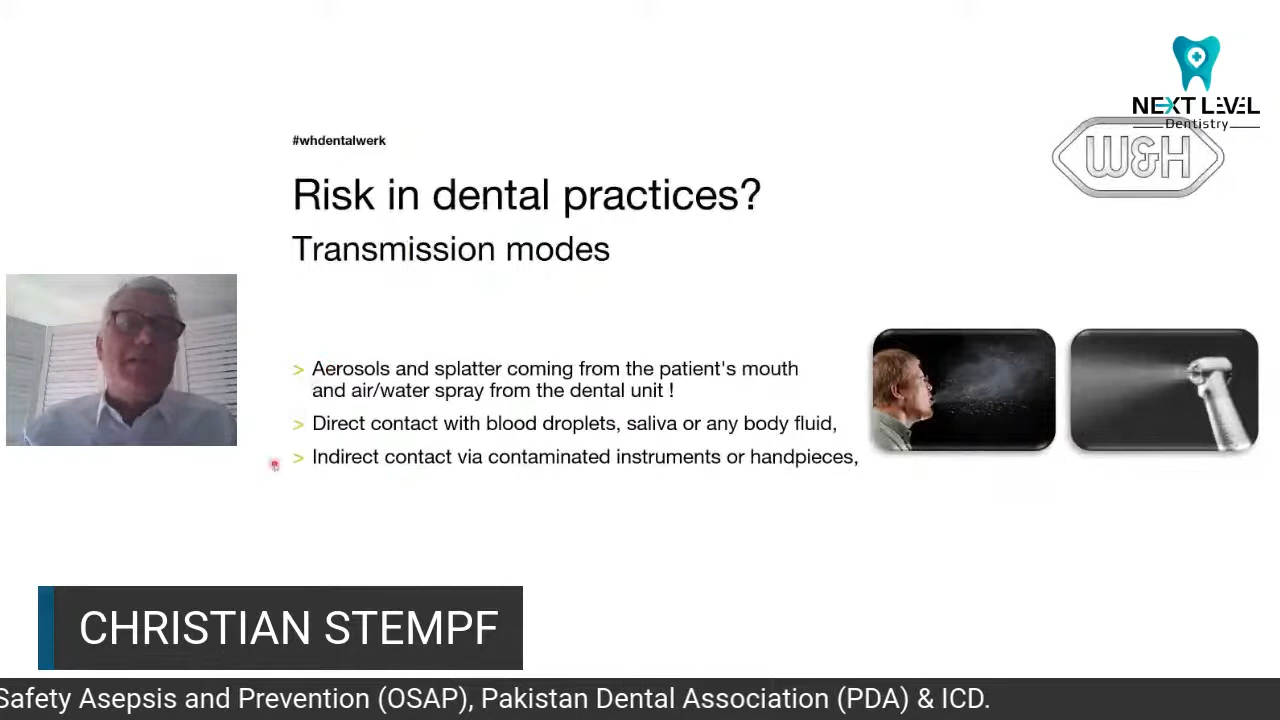 NEXT LEVEL
Dentistry
W&H
#whdentalwerk
Risk in dental practices?
Transmission modes
> Aerosols and splatter coming from the patient's mouth
and air/water spray from the dental unit !
> Direct contact with blood droplets, saliva or any body fluid,
> Indirect contact via contaminated instruments or handpieces,
CHRISTIAN STEMPF
Safety Asepsis and Prevention (OSAP), Pakistan Dental Association (PDA) & ICD.